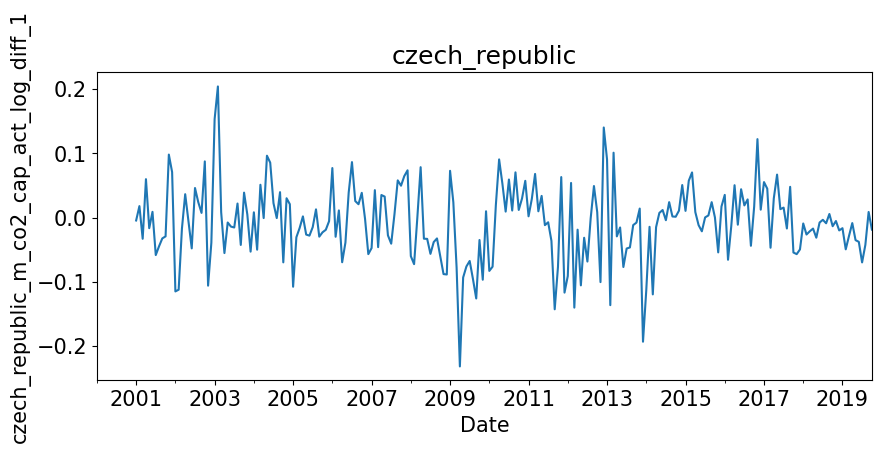 czech_republic
czech_republic_m_co2_cap_act_log_diff_1
0.2
0.1
0.0
−0.1
−0.2
2001 2003 2005 2007 2009 2011 2013 2015 2017 2019
Date